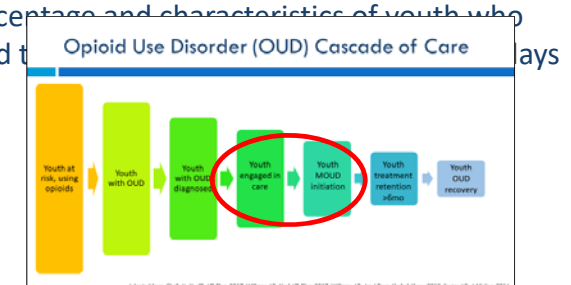 centage and characteristics of youth who
d t
lays
Opioid Use Disorder (OUD) Cascade of Care
Youth at
risk, using
opioids
Youth
with OUD
Youth
with OUD
diagnosed
Youth
engaged in
care
Youth
MOUD
initiation
Youth
treatment
retention
>6mo
Youth
OUD
recovery